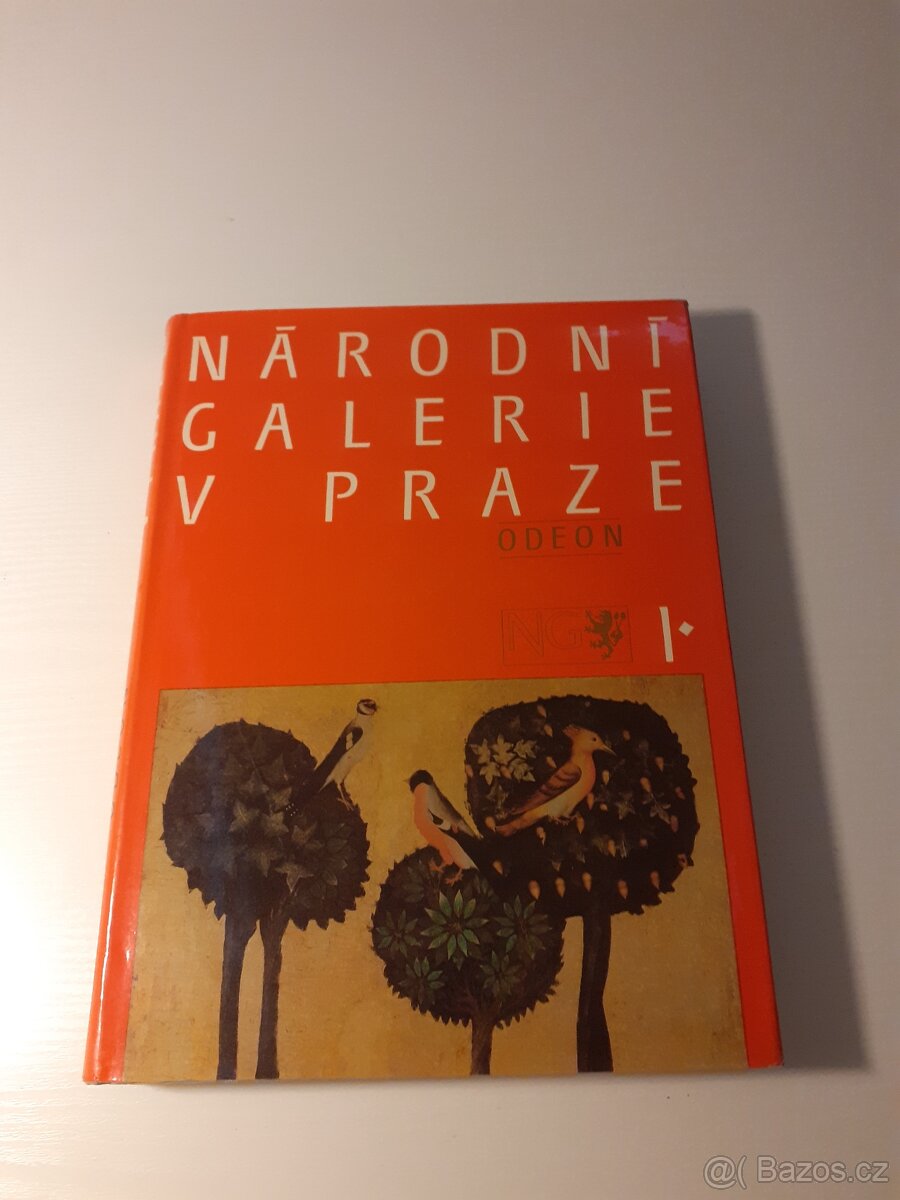 NÁRODNÍ
GALERIE
V PRAZE
ODEON
NG
I.
@( Bazos.cz